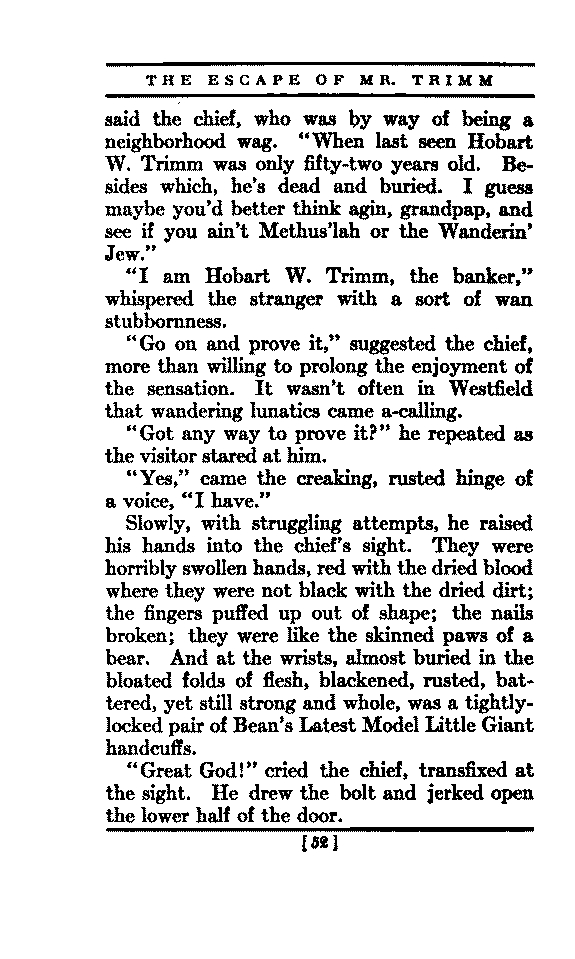 THE ESCAPE OF MR. TRIMM
said the chief, who was by way of being a
neighborhood wag. "When last seen Hobart
W. Trimm was only fifty-two years old. Be-
sides which, he's dead and buried. I guess
maybe you'd better think agin, grandpap, and
see if you ain't Methus'lah or the Wanderin'
Jew."
"I am Hobart W. Trimm, the banker,"
whispered the stranger with a sort of wan
stubbornness.
"Go on and prove it," suggested the chief,
more than willing to prolong the enjoyment of
the sensation. It wasn't often in Westfield
that wandering lunatics came a-calling.
"Got any way to prove it?" he repeated as
the visitor stared at him.
"Yes," came the creaking, rusted hinge of
a voice, "I have."
Slowly, with struggling attempts, he raised
his hands into the chief's sight. They were
horribly swollen hands, red with the dried blood
where they were not black with the dried dirt;
the fingers puffed up out of shape; the nails
broken; they were like the skinned paws of a
bear. And at the wrists, almost buried in the
bloated folds of flesh, blackened, rusted, bat-
tered, yet still strong and whole, was a tightly-
locked pair of Bean's Latest Model Little Giant
handcuffs.
"Great God!" cried the chief, transfixed at
the sight. He drew the bolt and jerked open
the lower half of the door.
[52]